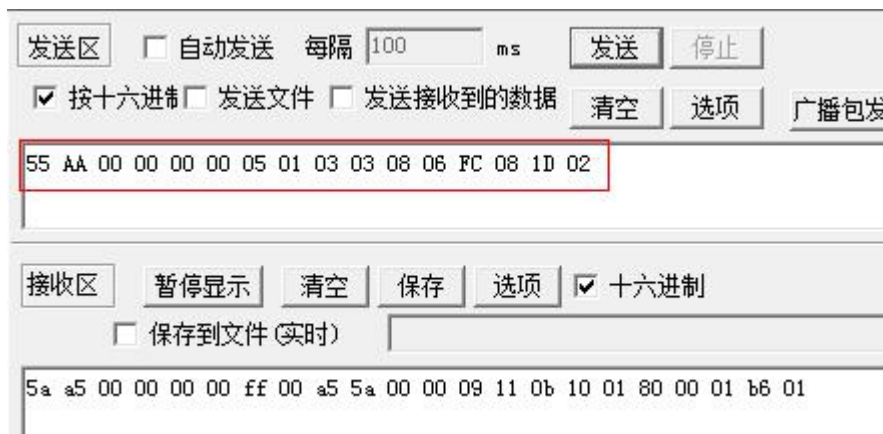 发送区 自动发送 每隔 100 ms 发送 停止
按十六进制 发送文件 发送接收到的数据 清空 选项 广播包发
55 AA 00 00 00 00 05 01 03 03 08 06 FC 08 1D 02
接收区 暂停显示 清空 保存 选项 十六进制
保存到文件(实时)
5a a5 00 00 00 00 ff 00 a5 5a 00 00 09 11 0b 10 01 80 00 01 b6 01